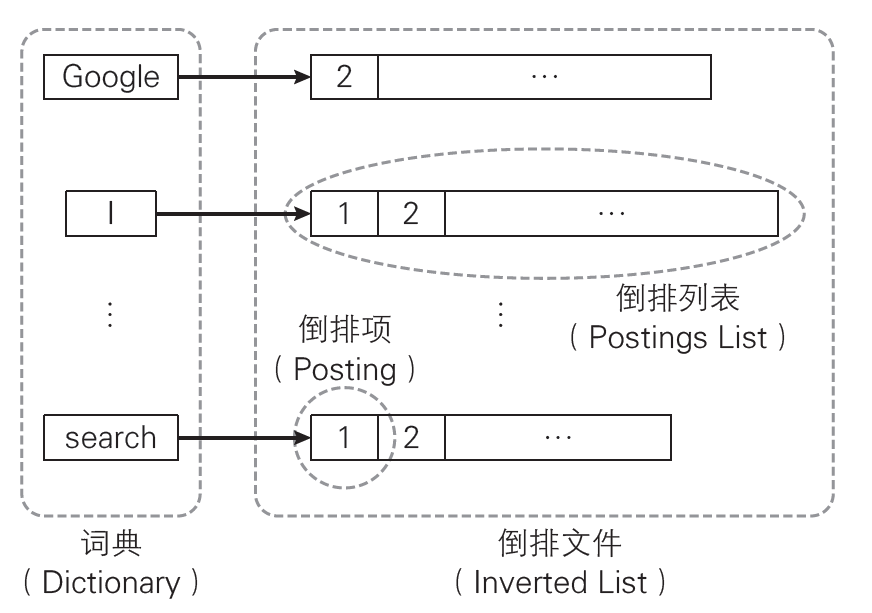 Google 2 …
I 1 2 …
⋮ ⋮
倒排列表
（Postings List）
倒排项
（Posting）
search 1 2 …
词典
（Dictionary）
倒排文件
（Inverted List）